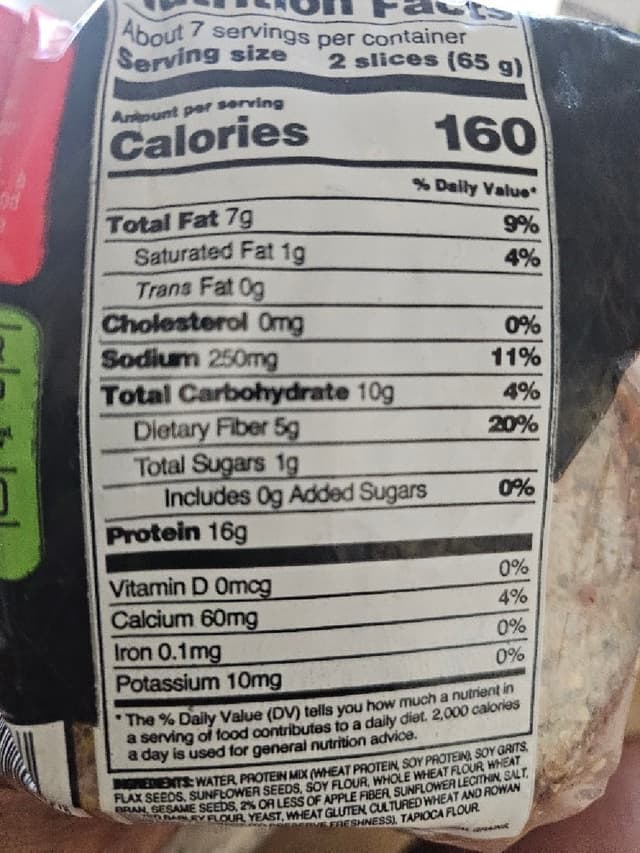 Nutrition Facts
About 7 servings per container
Serving size 2 slices (65 g)
Amount per serving
Calories 160
% Daily Value*
Total Fat 7g 9%
Saturated Fat 1g 4%
Trans Fat 0g
Cholesterol 0mg 0%
Sodium 250mg 11%
Total Carbohydrate 10g 4%
Dietary Fiber 5g 20%
Total Sugars 1g
Includes 0g Added Sugars 0%
Protein 16g
Vitamin D 0mcg 0%
Calcium 60mg 4%
Iron 0.1mg 0%
Potassium 10mg 0%
* The % Daily Value (DV) tells you how much a nutrient in
a serving of food contributes to a daily diet. 2,000 calories
a day is used for general nutrition advice.
INGREDIENTS: WATER, PROTEIN MIX (WHEAT PROTEIN, SOY PROTEIN), SOY GRITS,
FLAX SEEDS, SUNFLOWER SEEDS, SOY FLOUR, WHOLE WHEAT FLOUR, WHEAT
BRAN, SESAME SEEDS, 2% OR LESS OF APPLE FIBER, SUNFLOWER LECITHIN, SALT,
FLOUR, YEAST, WHEAT GLUTEN, CULTURED WHEAT AND ROWAN
FRESHNESS), TAPIOCA FLOUR.